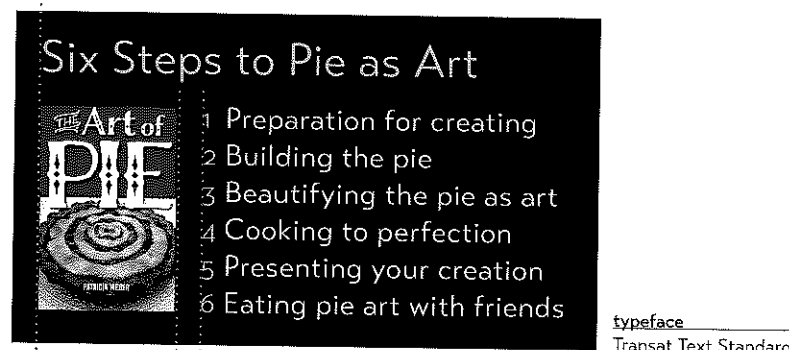 Six Steps to Pie as Art
THE Art of
PIE
1 Preparation for creating
2 Building the pie
3 Beautifying the pie as art
4 Cooking to perfection
5 Presenting your creation
6 Eating pie art with friends
typeface
Transat Text Standard